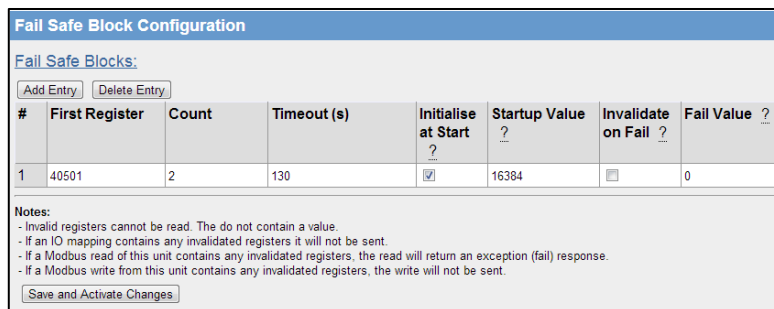 Fail Safe Block Configuration
Fail Safe Blocks:
Add Entry Delete Entry
# First Register Count Timeout (s) Initialise at Start ? Startup Value ? Invalidate on Fail ? Fail Value ?
1 40501 2 130 16384 0
Notes:
- Invalid registers cannot be read. The do not contain a value.
- If an IO mapping contains any invalidated registers it will not be sent.
- If a Modbus read of this unit contains any invalidated registers, the read will return an exception (fail) response.
- If a Modbus write from this unit contains any invalidated registers, the write will not be sent.
Save and Activate Changes